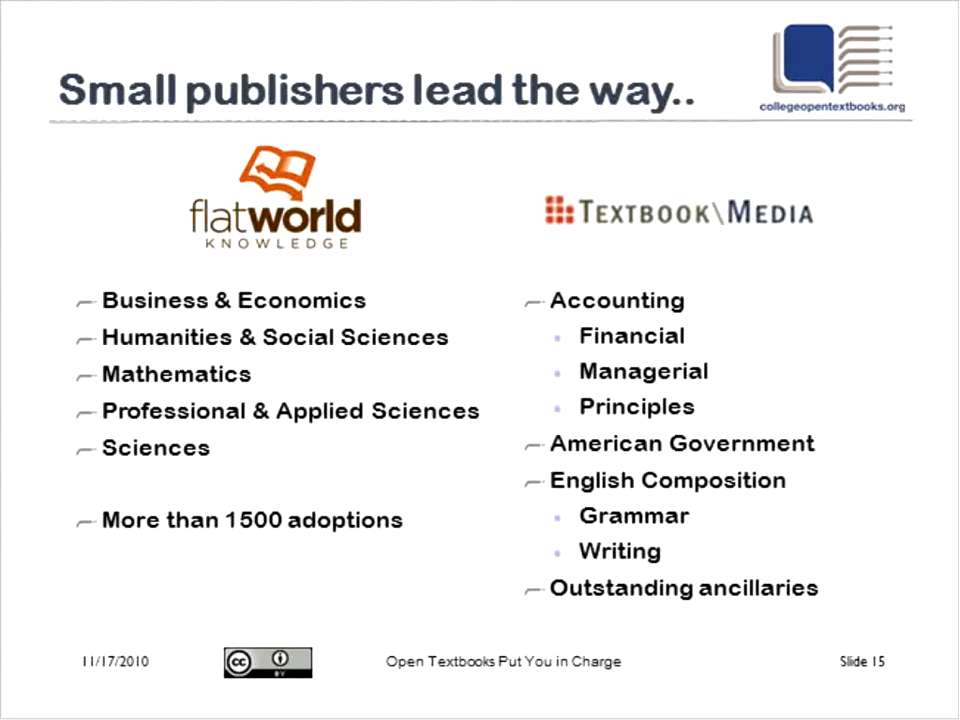 Small publishers lead the way..
collegeopentextbooks.org
flatworld
KNOWLEDGE
Business & Economics
Humanities & Social Sciences
Mathematics
Professional & Applied Sciences
Sciences
More than 1500 adoptions
TEXTBOOK\MEDIA
Accounting
Financial
Managerial
Principles
American Government
English Composition
Grammar
Writing
Outstanding ancillaries
11/17/2010
cc
BY
Open Textbooks Put You in Charge
Slide 15